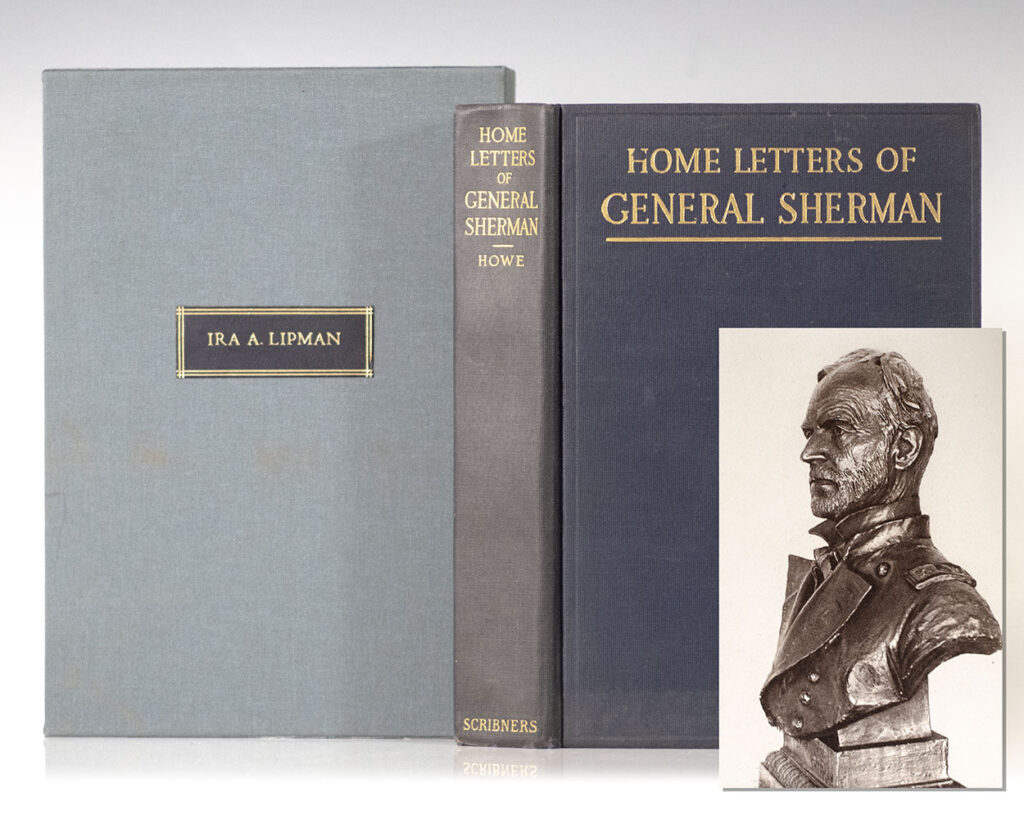 IRA A. LIPMAN
HOME
LETTERS
OF
GENERAL
SHERMAN
HOWE
SCRIBNERS
HOME LETTERS OF
GENERAL SHERMAN